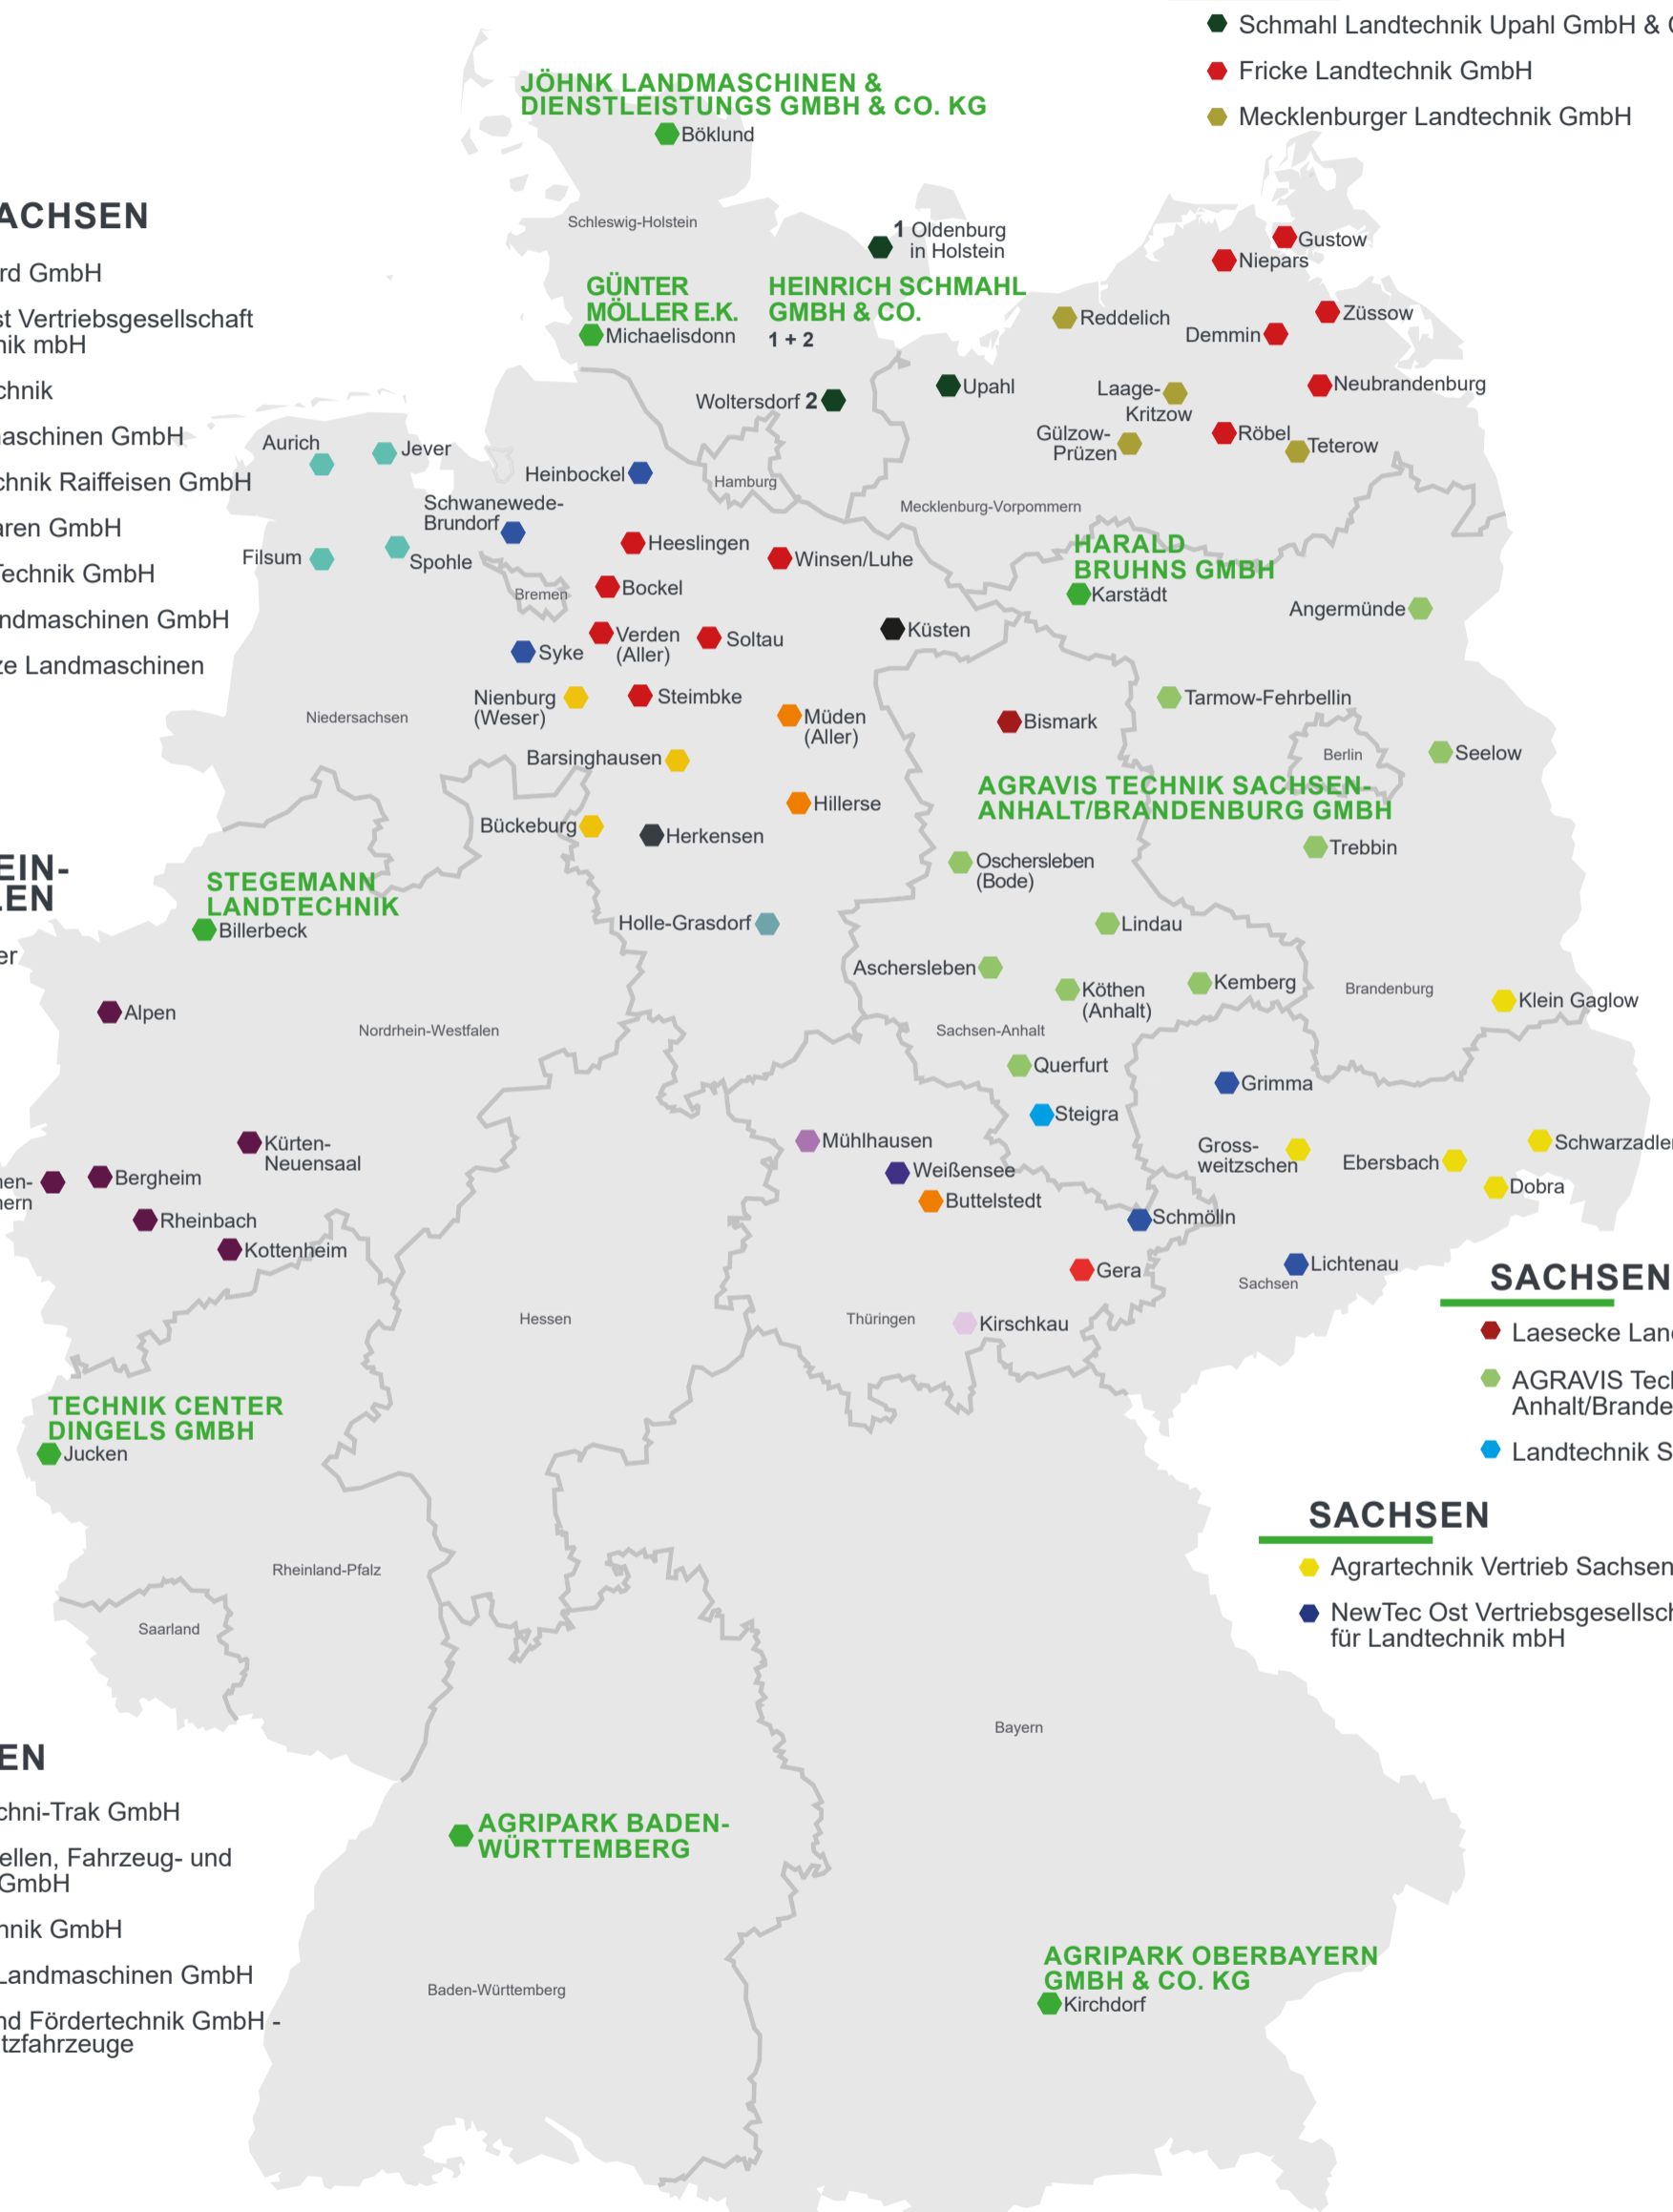 Schmahl Landtechnik Upahl GmbH &
Fricke Landtechnik GmbH
Mecklenburger Landtechnik GmbH
JÖHNK LANDMASCHINEN &
DIENSTLEISTUNGS GMBH & CO. KG
Böklund
Schleswig-Holstein
1 Oldenburg
in Holstein
GÜNTER
MÖLLER E.K.
Michaelisdonn
HEINRICH SCHMAHL
GMBH & CO.
1 + 2
Woltersdorf 2
Hamburg
Gustow
Niepars
Reddelich
Züssow
Demmin
Upahl
Laage-
Kritzow
Neubrandenburg
Gülzow-
Prüzen
Röbel
Teterow
Mecklenburg-Vorpommern
ACHSEN
rd GmbH
st Vertriebsgesellschaft
nik mbH
chnik
naschinen GmbH
chnik Raiffeisen GmbH
aren GmbH
Technik GmbH
ndmaschinen GmbH
ze Landmaschinen
Aurich
Jever
Heinbockel
Schwanewede-
Brundorf
Filsum
Spohle
Heeslingen
Winsen/Luhe
Bremen
Bockel
Verden
(Aller)
Soltau
Syke
Küsten
Nienburg
(Weser)
Steimbke
Niedersachsen
Müden
(Aller)
Barsinghausen
Hillerse
Bückeburg
Herkensen
Holle-Grasdorf
HARALD
BRUHNS GMBH
Karstädt
Angermünde
Tarmow-Fehrbellin
Bismark
Berlin
Seelow
AGRAVIS TECHNIK SACHSEN-
ANHALT/BRANDENBURG GMBH
Trebbin
Oschersleben
(Bode)
Lindau
Aschersleben
Köthen
(Anhalt)
Kemberg
Brandenburg
Klein Gaglow
Sachsen-Anhalt
Querfurt
Steigra
Grimma
EIN-
LEN
er
STEGEMANN
LANDTECHNIK
Billerbeck
Alpen
Nordrhein-Westfalen
Kürten-
Neuensaal
Bergheim
nen-
nern
Rheinbach
Kottenheim
Mühlhausen
Weißensee
Buttelstedt
Gross-
weitzschen
Ebersbach
Schwarzadler
Dobra
Schmölln
Gera
Lichtenau
Sachsen
Hessen
Thüringen
Kirschkau
SACHSEN
Laesecke Lan
AGRAVIS Tec
Anhalt/Brande
Landtechnik S
SACHSEN
Agrartechnik Vertrieb Sachsen
NewTec Ost Vertriebsgesellsch
für Landtechnik mbH
TECHNIK CENTER
DINGELS GMBH
Jucken
Rheinland-Pfalz
Saarland
Bayern
EN
chni-Trak GmbH
ellen, Fahrzeug- und
GmbH
hnik GmbH
Landmaschinen GmbH
nd Fördertechnik GmbH -
tzfahrzeuge
AGRIPARK BADEN-
WÜRTTEMBERG
Baden-Württemberg
AGRIPARK OBERBAYERN
GMBH & CO. KG
Kirchdorf